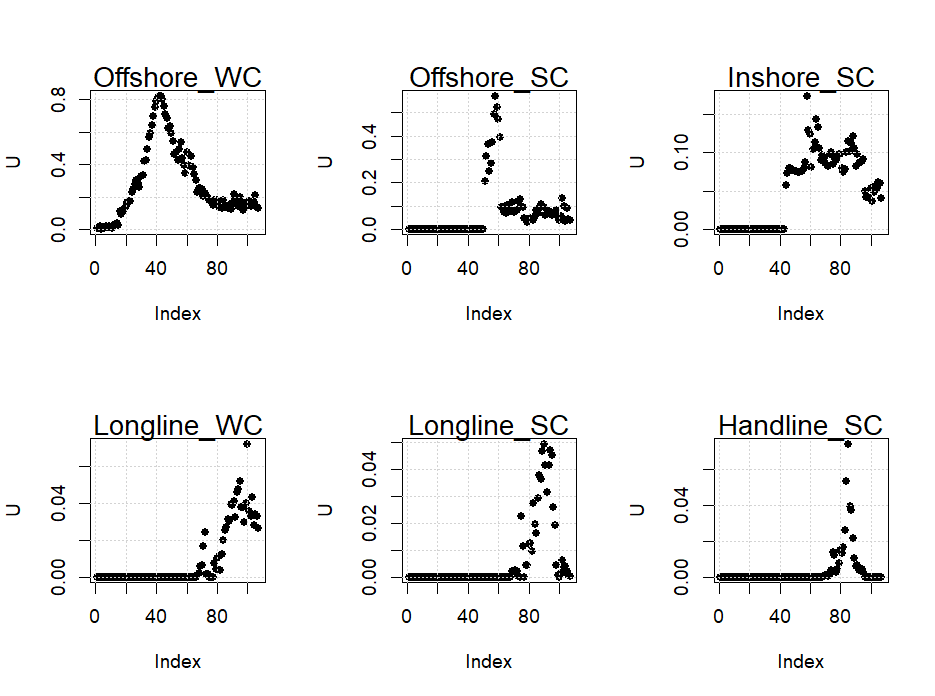 Offshore_WC
U
0.0 0.4 0.8
0 40 80
Index
Offshore_SC
U
0.0 0.2 0.4
0 40 80
Index
Inshore_SC
U
0.00 0.10
0 40 80
Index
Longline_WC
U
0.00 0.04
0 40 80
Index
Longline_SC
U
0.00 0.02 0.04
0 40 80
Index
Handline_SC
U
0.00 0.04
0 40 80
Index